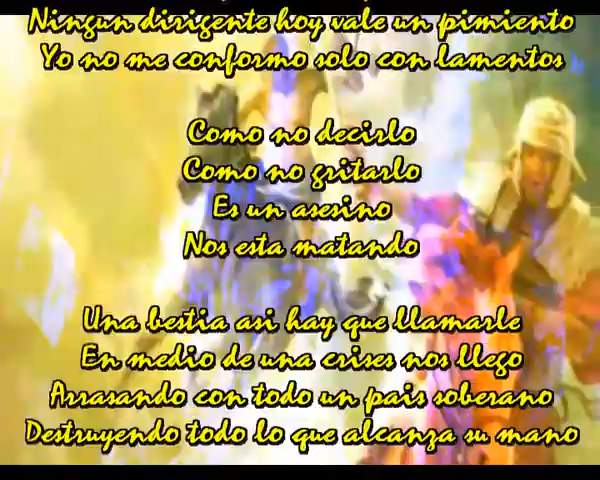 Ningun dirigente hoy vale un pimiento
Yo no me conformo solo con lamentos
Como no decirlo
Como no gritarlo
Es un asesino
Nos esta matando
Una bestia asi hay que llamarle
En medio de una crises nos llego
Arrasando con todo un pais soberano
Destruyendo todo lo que alcanza su mano